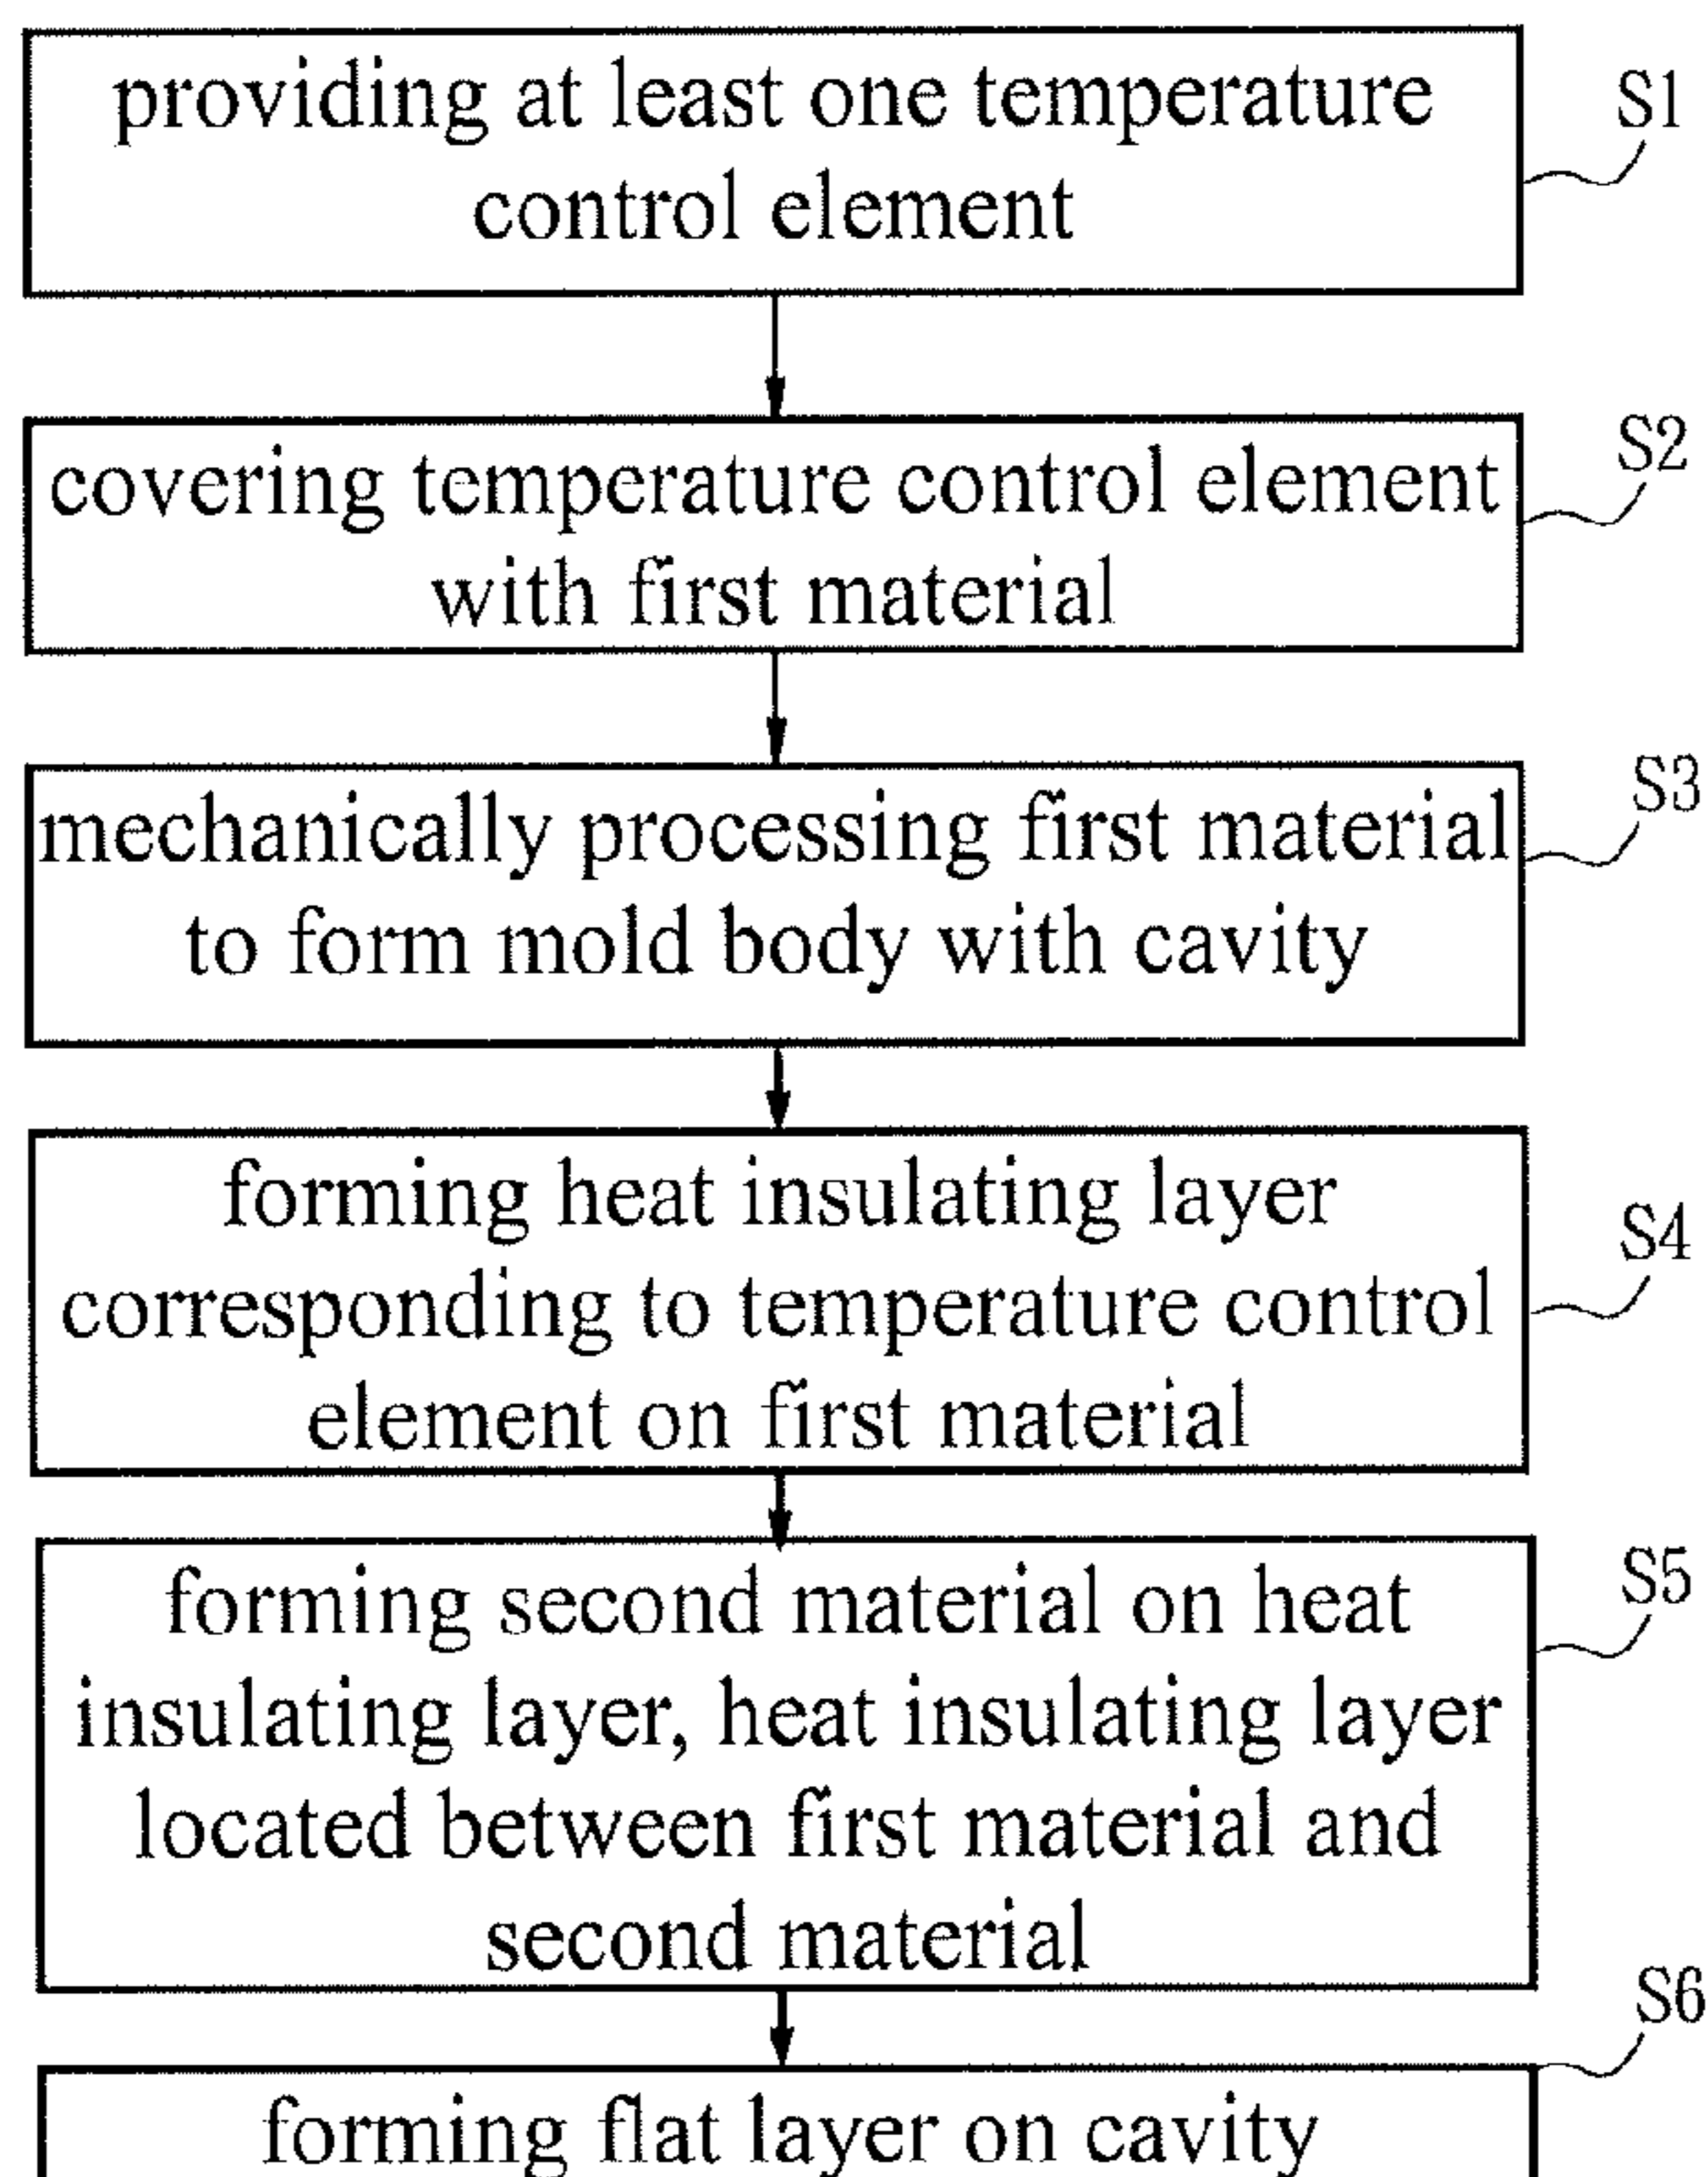 providing at least one temperature
control element
S1
covering temperature control element
with first material
S2
mechanically processing first material
to form mold body with cavity
S3
forming heat insulating layer
corresponding to temperature control
element on first material
S4
forming second material on heat
insulating layer, heat insulating layer
located between first material and
second material
S5
forming flat layer on cavity
S6